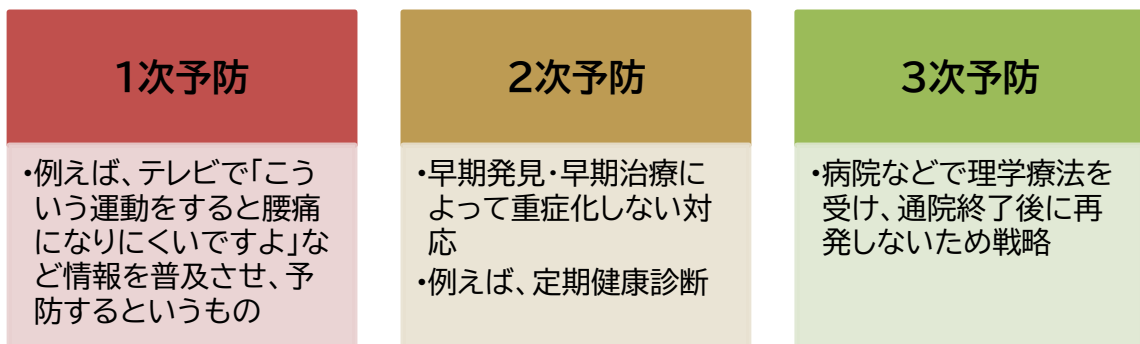 1次予防
・例えば、テレビで「こう
いう運動をすると腰痛
になりにくいですよ」な
ど情報を普及させ、予
防するというもの
2次予防
・早期発見・早期治療に
よって重症化しない対
応
・例えば、定期健康診断
3次予防
・病院などで理学療法を
受け、通院終了後に再
発しないため戦略